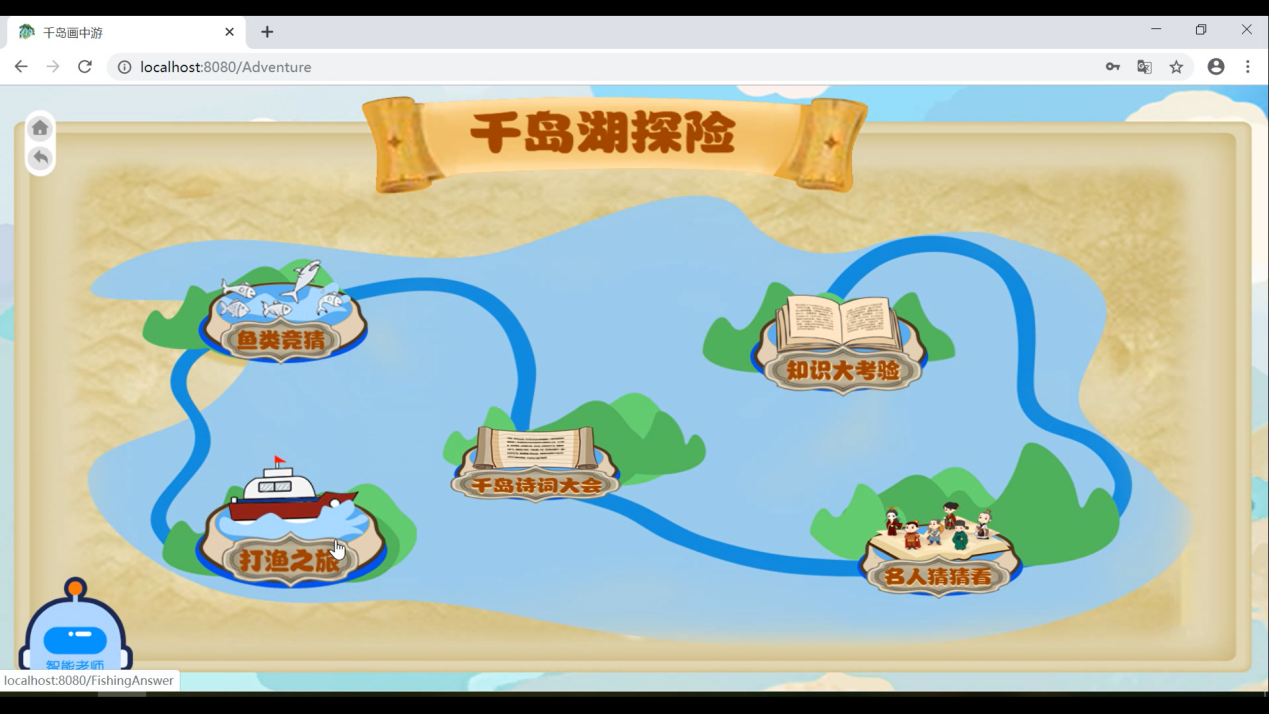 千岛画中游
localhost:8080/Adventure
千岛湖探险
鱼类竞猜
知识大考验
千岛诗词大会
打渔之旅
名人猜猜看
智能老师
localhost:8080/FishingAnswer